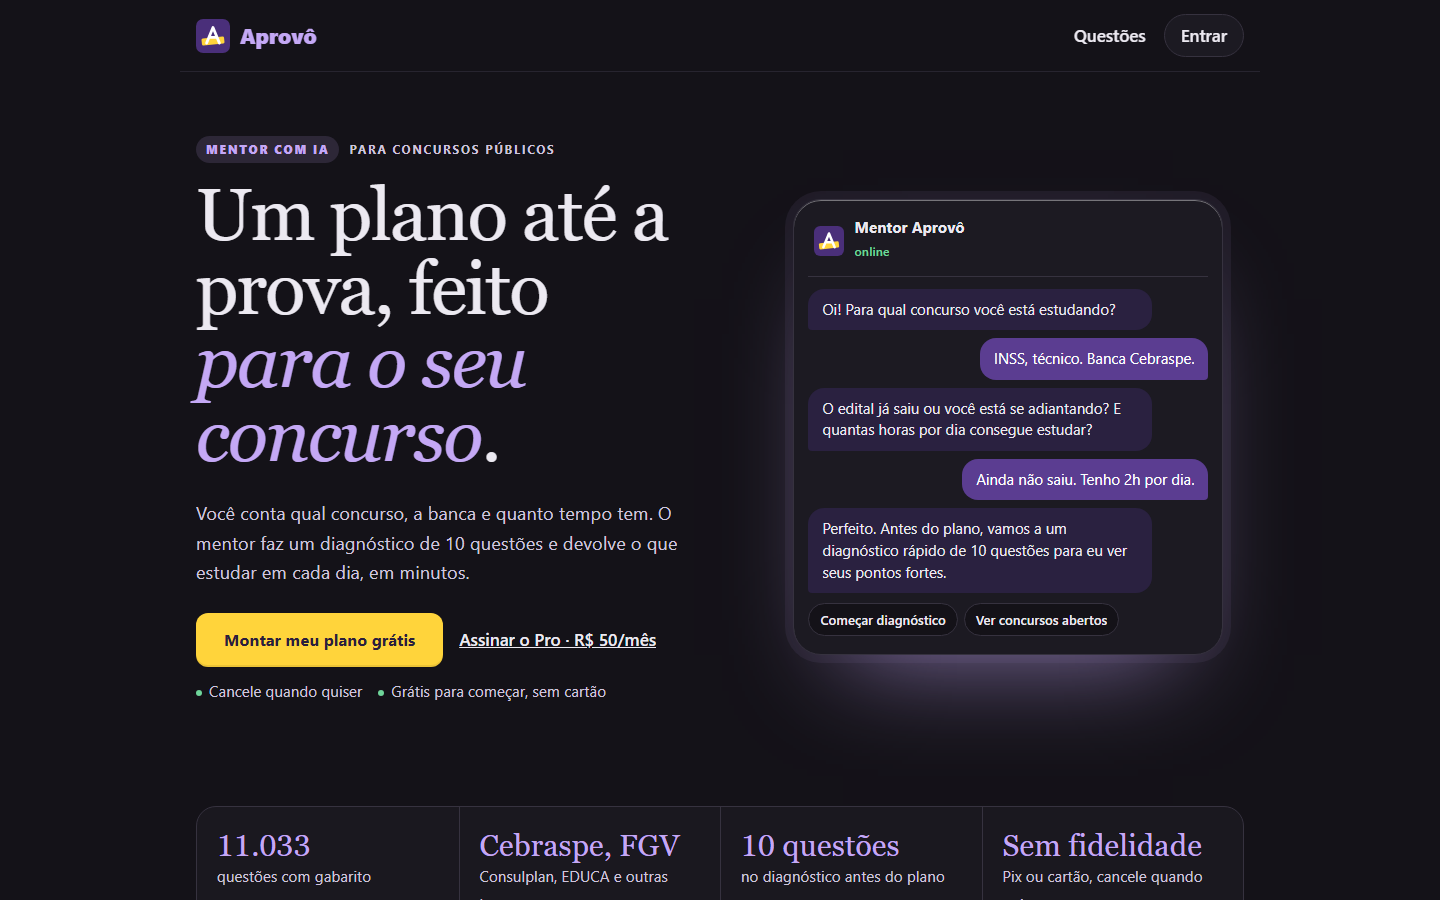 Aprovô
Questões
Entrar
MENTOR COM IA PARA CONCURSOS PÚBLICOS
Um plano até a
prova, feito
para o seu
concurso.
Você conta qual concurso, a banca e quanto tempo tem. O
mentor faz um diagnóstico de 10 questões e devolve o que
estudar em cada dia, em minutos.
Montar meu plano grátis
Assinar o Pro · R$ 50/mês
Cancele quando quiser
Grátis para começar, sem cartão
Mentor Aprovô
online
Oi! Para qual concurso você está estudando?
INSS, técnico. Banca Cebraspe.
O edital já saiu ou você está se adiantando? E
quantas horas por dia consegue estudar?
Ainda não saiu. Tenho 2h por dia.
Perfeito. Antes do plano, vamos a um
diagnóstico rápido de 10 questões para eu ver
seus pontos fortes.
Começar diagnóstico
Ver concursos abertos
11.033
questões com gabarito
Cebraspe, FGV
Consulplan, EDUCA e outras
10 questões
no diagnóstico antes do plano
Sem fidelidade
Pix ou cartão, cancele quando